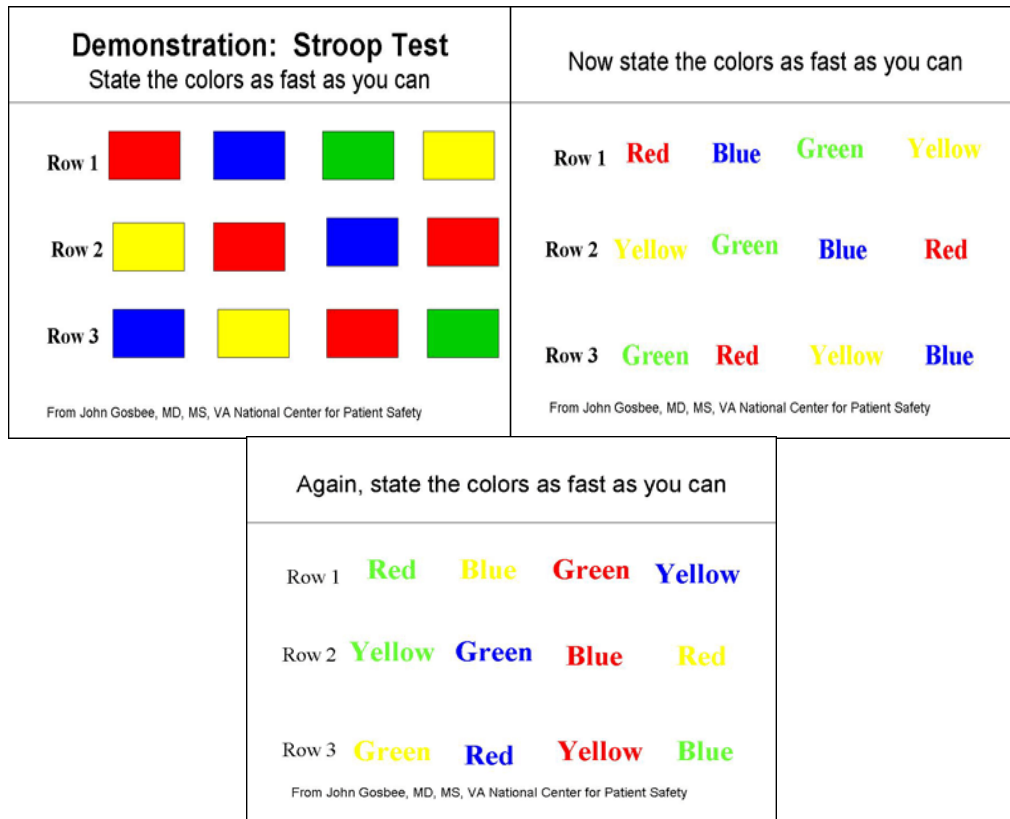 Demonstration: Stroop Test
State the colors as fast as you can
Row 1
Row 2
Row 3
From John Gosbee, MD, MS, VA National Center for Patient Safety
Now state the colors as fast as you can
Row 1 Red Blue Green Yellow
Row 2 Yellow Green Blue Red
Row 3 Green Red Yellow Blue
From John Gosbee, MD, MS, VA National Center for Patient Safety
Again, state the colors as fast as you can
Row 1 Red Blue Green Yellow
Row 2 Yellow Green Blue Red
Row 3 Green Red Yellow Blue
From John Gosbee, MD, MS, VA National Center for Patient Safety